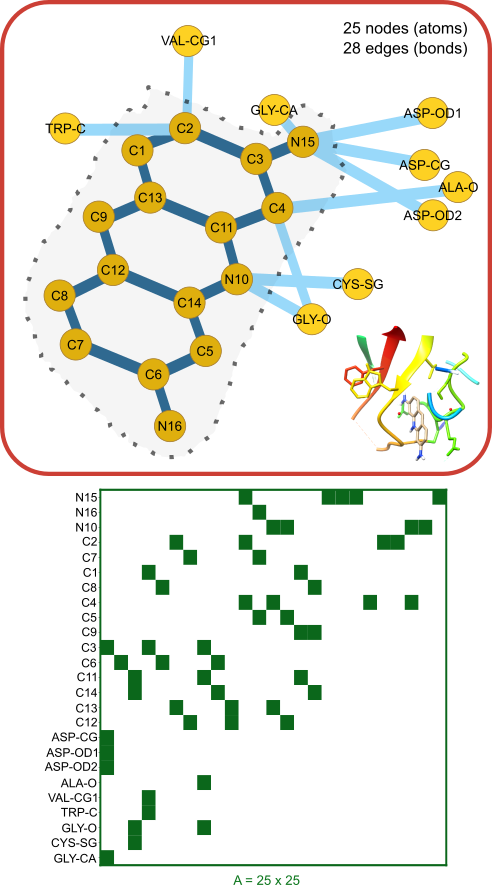 25 nodes (atoms)
28 edges (bonds)
VAL-CG1
GLY-CA
ASP-OD1
TRP-C
C2
N15
C1
C3
ASP-CG
ALA-O
C13
C4
ASP-OD2
C9
C11
C12
N10
CYS-SG
C8
C14
GLY-O
C7
C5
C6
N16
N15
N16
N10
C2
C7
C1
C8
C4
C5
C9
C3
C6
C11
C14
C13
C12
ASP-CG
ASP-OD1
ASP-OD2
ALA-O
VAL-CG1
TRP-C
GLY-O
CYS-SG
GLY-CA
A = 25 x 25